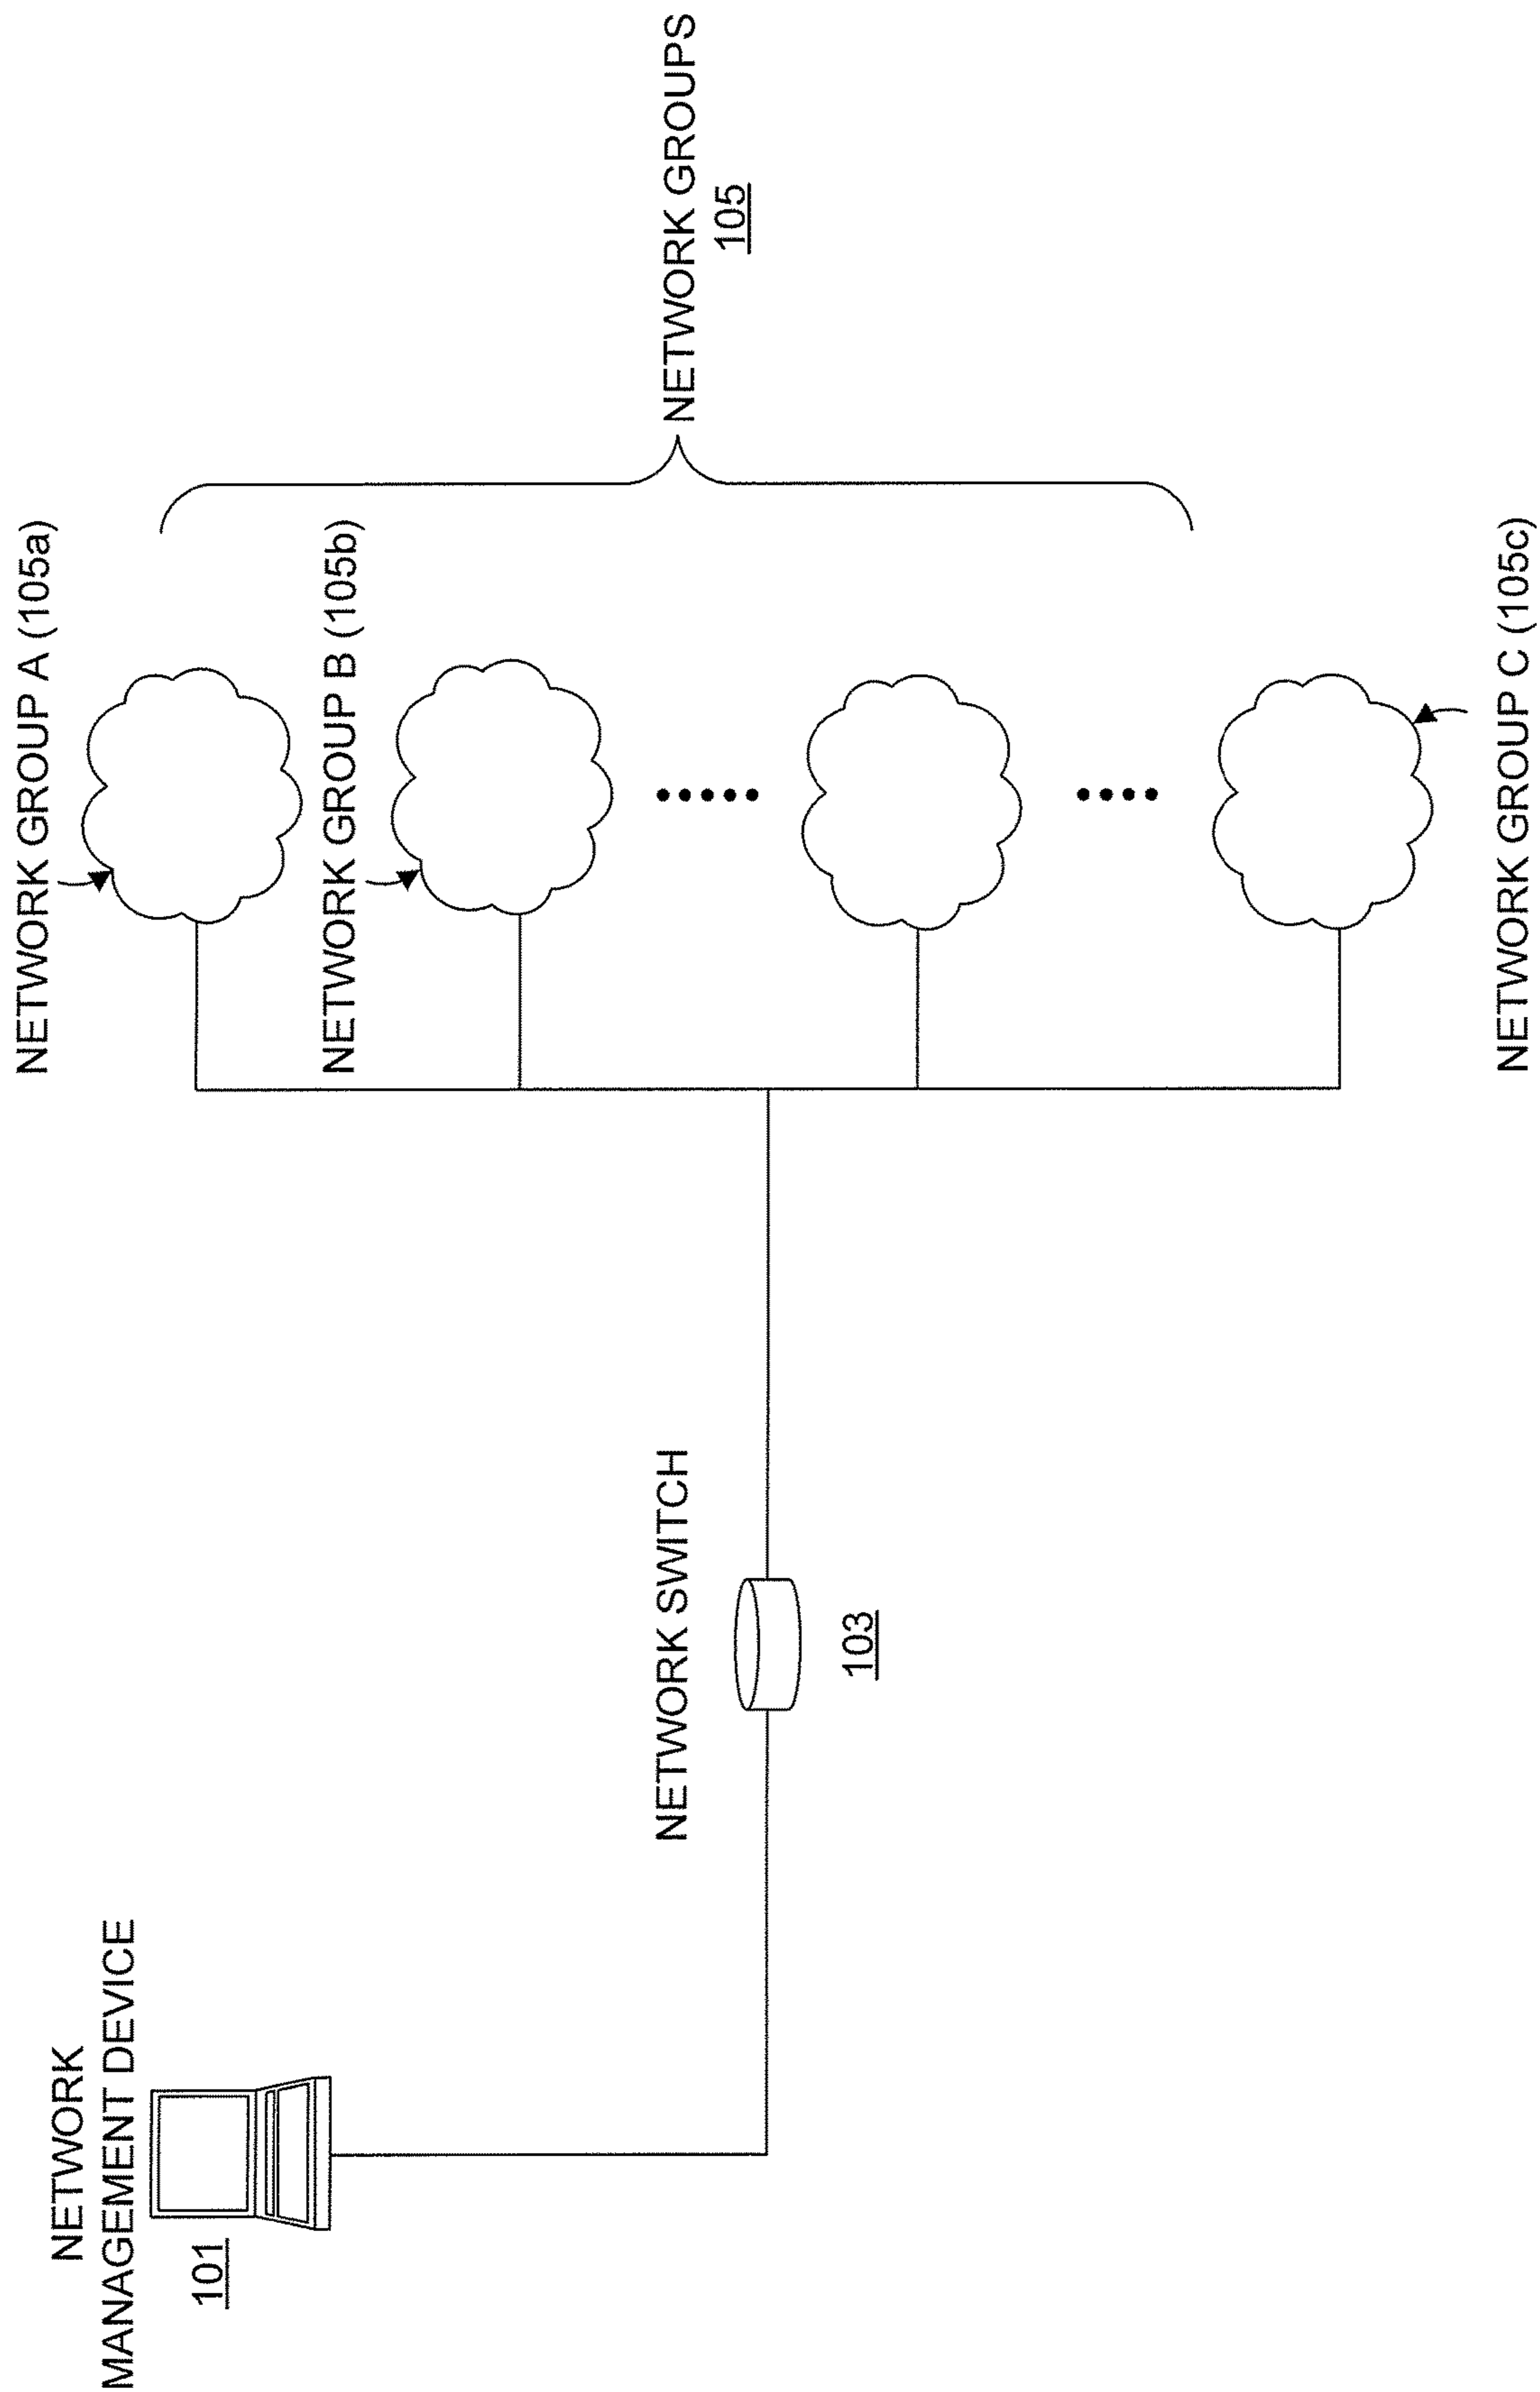 NETWORK
MANAGEMENT DEVICE
101
NETWORK SWITCH
103
NETWORK GROUP A (105a)
NETWORK GROUP B (105b)
NETWORK GROUP C (105c)
NETWORK GROUPS
105